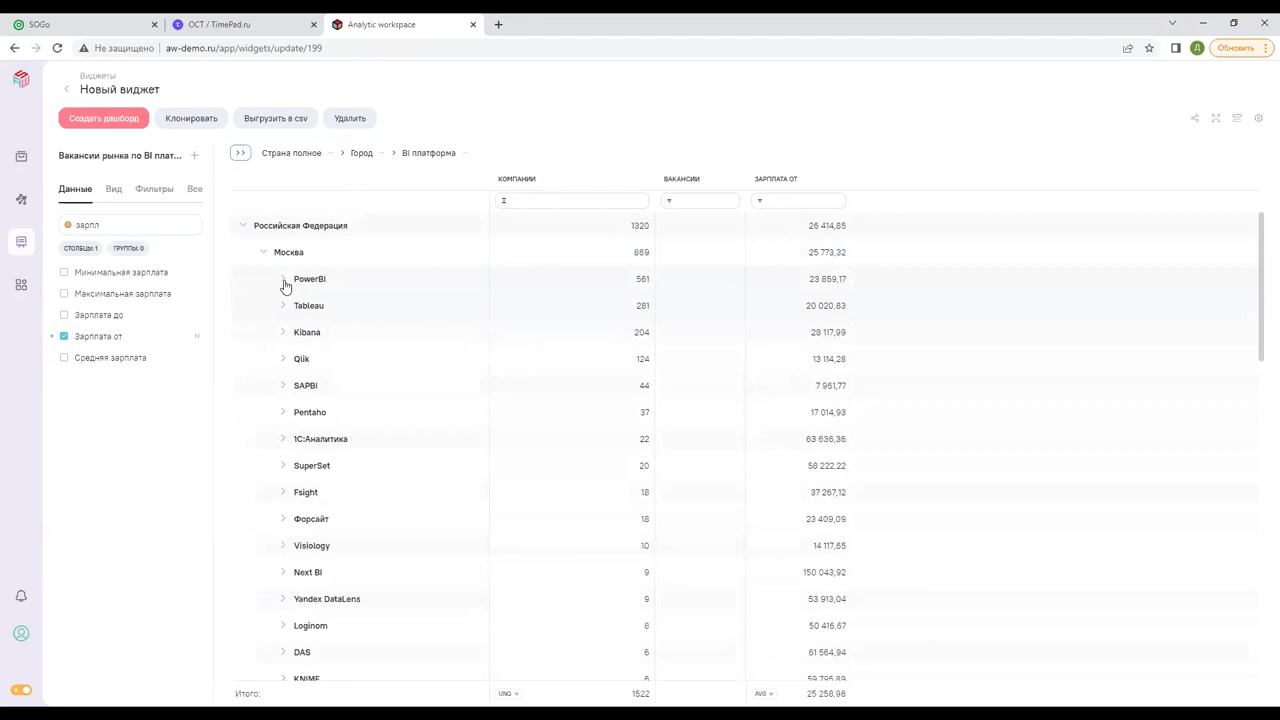 SOGo
OCT / TimePad.ru
Analytic workspace
Не защищено
aw-demo.ru/app/widgets/update/199
Д
Обновить
Виджеты
Новый виджет
Создать дашборд
Клонировать
Выгрузить в csv
Удалить
Вакансии рынка по BI плат...
Данные
Вид
Фильтры
Все
зарпл
СТОЛБЦЫ: 1
ГРУППЫ: 0
Минимальная зарплата
Максимальная зарплата
Зарплата до
Зарплата от
Средняя зарплата
Страна полное
Город
BI платформа
КОМПАНИИ
ВАКАНСИИ
ЗАРПЛАТА ОТ
Российская Федерация 1320 26 414,85
Москва 869 25 773,32
PowerBI 561 23 859,17
Tableau 281 20 020,83
Kibana 204 28 117,99
Qlik 124 13 114,28
SAPBI 44 7 961,77
Pentaho 37 17 014,93
1С:Аналитика 22 63 636,36
SuperSet 20 58 222,22
Fsight 18 37 267,12
Форсайт 18 23 409,09
Visiology 10 14 117,65
Next BI 9 150 043,92
Yandex DataLens 9 53 913,04
Loginom 8 50 416,67
DAS 6 61 564,94
KNIME 6 59 795,89
Итого: UNQ 1522 AVG 25 258,98